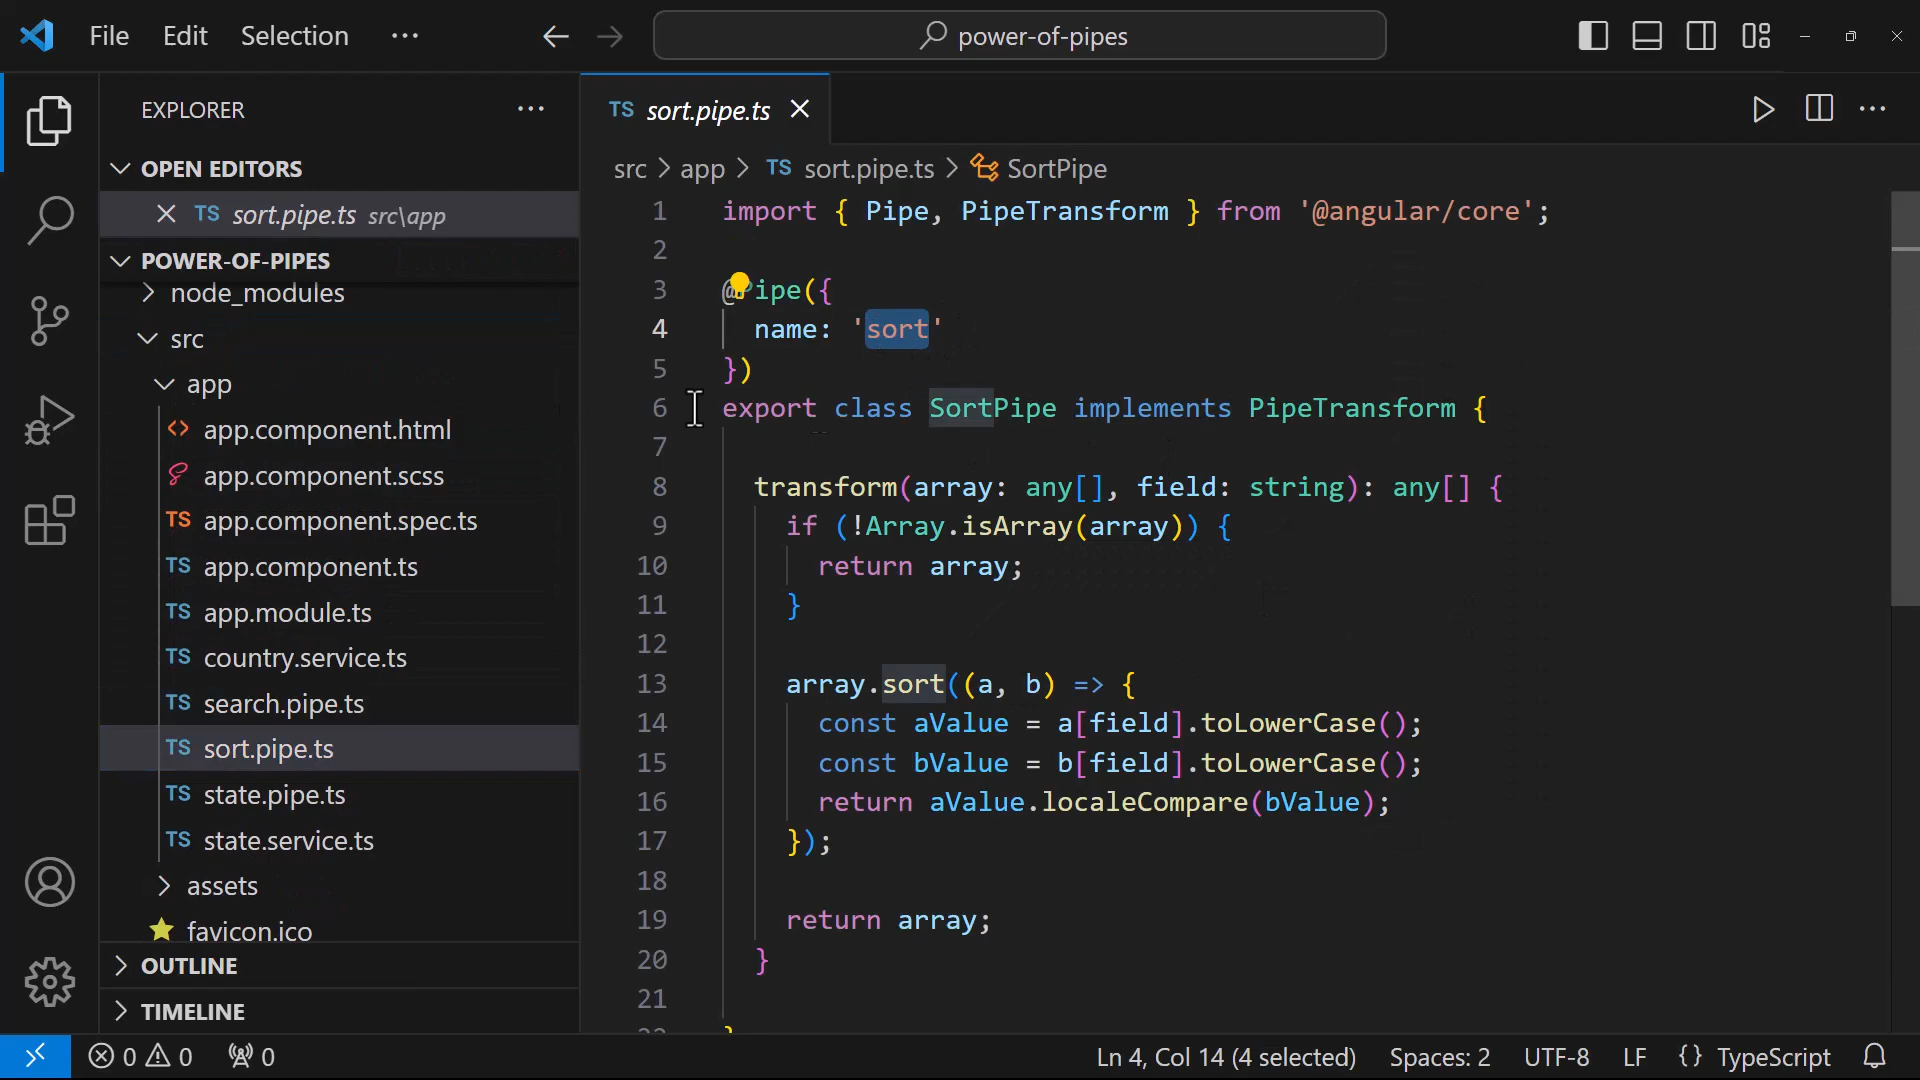 File Edit Selection ··· power-of-pipes
EXPLORER ···
OPEN EDITORS
TS sort.pipe.ts src\app
POWER-OF-PIPES
node_modules
src
app
app.component.html
app.component.scss
TS app.component.spec.ts
TS app.component.ts
TS app.module.ts
TS country.service.ts
TS search.pipe.ts
TS sort.pipe.ts
TS state.pipe.ts
TS state.service.ts
assets
favicon.ico
OUTLINE
TIMELINE
TS sort.pipe.ts
src > app > TS sort.pipe.ts > SortPipe
1 import { Pipe, PipeTransform } from '@angular/core';
2
3 @Pipe({
4 name: 'sort'
5 })
6 export class SortPipe implements PipeTransform {
7
8 transform(array: any[], field: string): any[] {
9 if (!Array.isArray(array)) {
10 return array;
11 }
12
13 array.sort((a, b) => {
14 const aValue = a[field].toLowerCase();
15 const bValue = b[field].toLowerCase();
16 return aValue.localeCompare(bValue);
17 });
18
19 return array;
20 }
21
22 }
0 0 0 Ln 4, Col 14 (4 selected) Spaces: 2 UTF-8 LF {} TypeScript